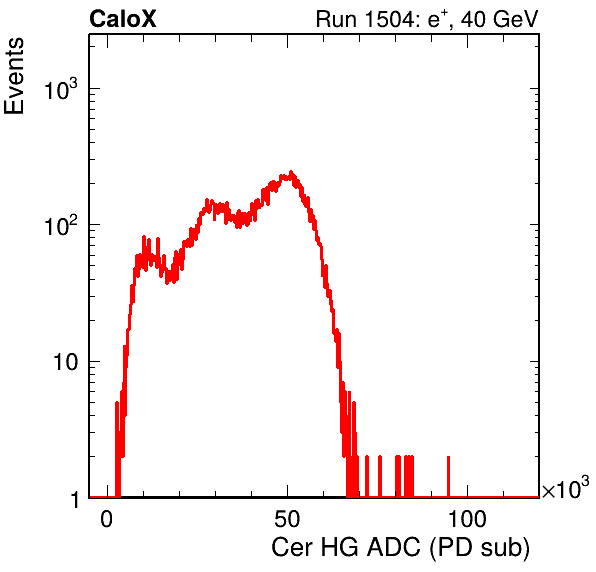 CaloX Run 1504: e⁺, 40 GeV
Events
10³
10²
10
1
0 50 100 ×10³
Cer HG ADC (PD sub)